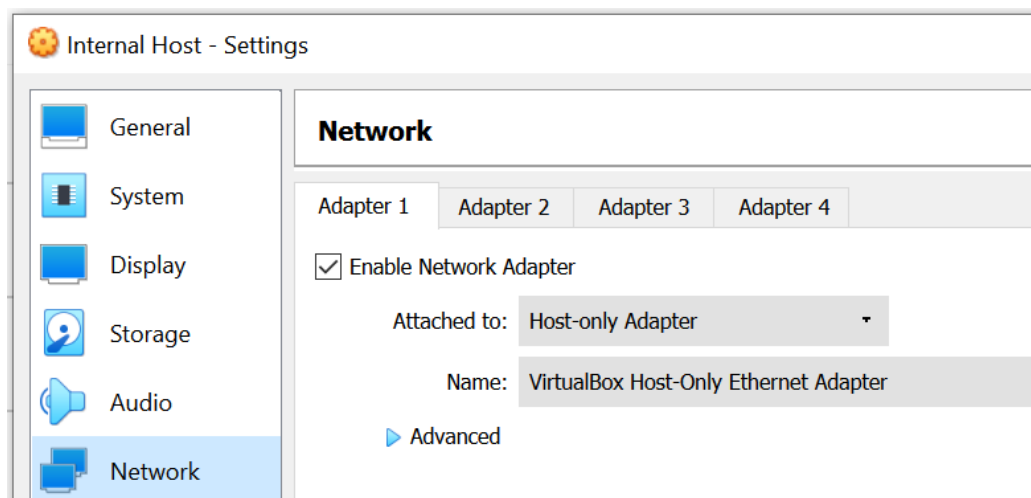 Internal Host - Settings
General
System
Display
Storage
Audio
Network
Network
Adapter 1 Adapter 2 Adapter 3 Adapter 4
Enable Network Adapter
Attached to: Host-only Adapter
Name: VirtualBox Host-Only Ethernet Adapter
Advanced